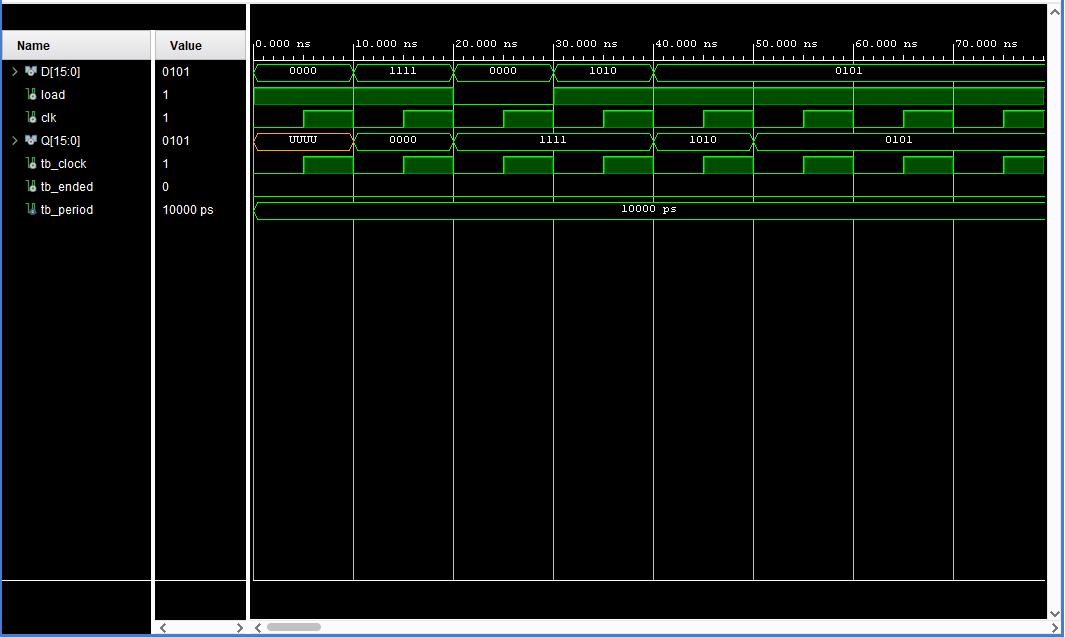 Name Value
0.000 ns 10.000 ns 20.000 ns 30.000 ns 40.000 ns 50.000 ns 60.000 ns 70.000 ns
D[15:0] 0101 0000 1111 0000 1010 0101
load 1
clk 1
Q[15:0] 0101 UUUU 0000 1111 1010 0101
tb_clock 1
tb_ended 0
tb_period 10000 ps 10000 ps